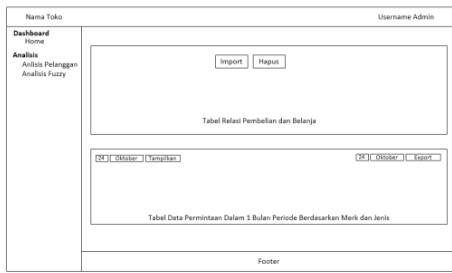 Nama Toko
Username Admin
Dashboard
Home
Analisis
Anlisis Pelanggan
Analisis Fuzzy
Import Hapus
Tabel Relasi Pembelian dan Belanja
24 Oktober Tampilkan
24 Oktober Export
Tabel Data Permintaan Dalam 1 Bulan Periode Berdasarkan Merk dan Jenis
Footer